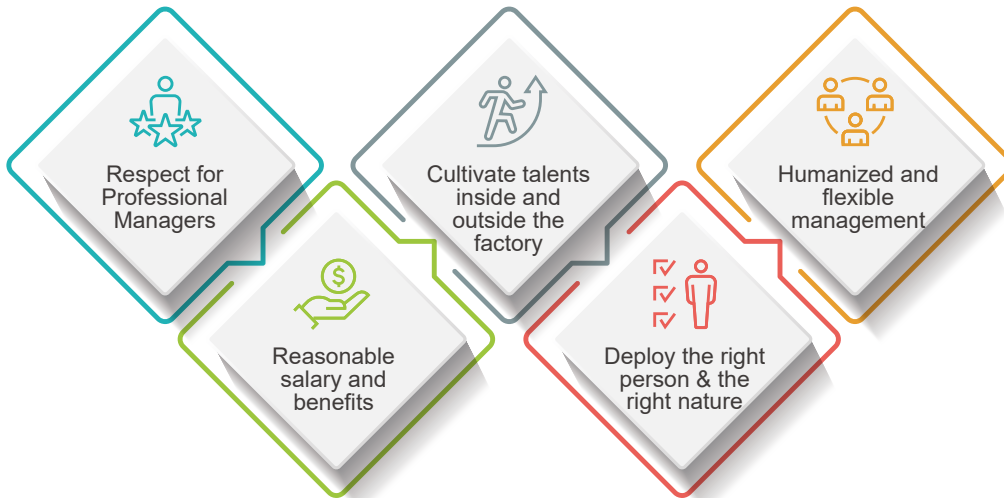 Respect for
Professional
Managers
Reasonable
salary and
benefits
Cultivate talents
inside and
outside the
factory
Deploy the right
person & the
right nature
Humanized and
flexible
management
$